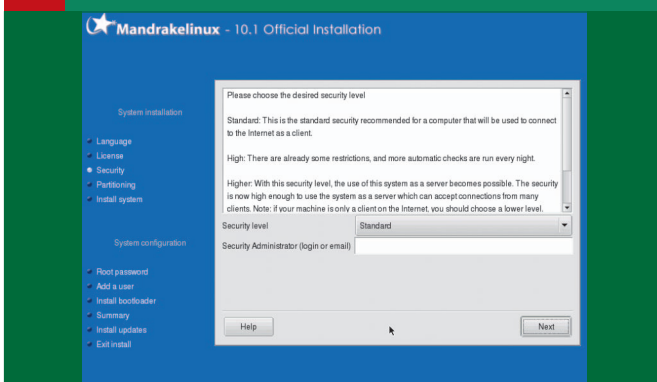 Mandrakelinux - 10.1 Official Installation
System installation
Language
License
Security
Partitioning
Install system
System configuration
Root password
Add a user
Install bootloader
Summary
Install updates
Exit install
Please choose the desired security level
Standard: This is the standard security recommended for a computer that will be used to connect
to the Internet as a client.
High: There are already some restrictions, and more automatic checks are run every night.
Higher: With this security level, the use of this system as a server becomes possible. The security
is now high enough to use the system as a server which can accept connections from many
clients. Note: if your machine is only a client on the Internet, you should choose a lower level.
Security level
Standard
Security Administrator (login or email)
Help
Next